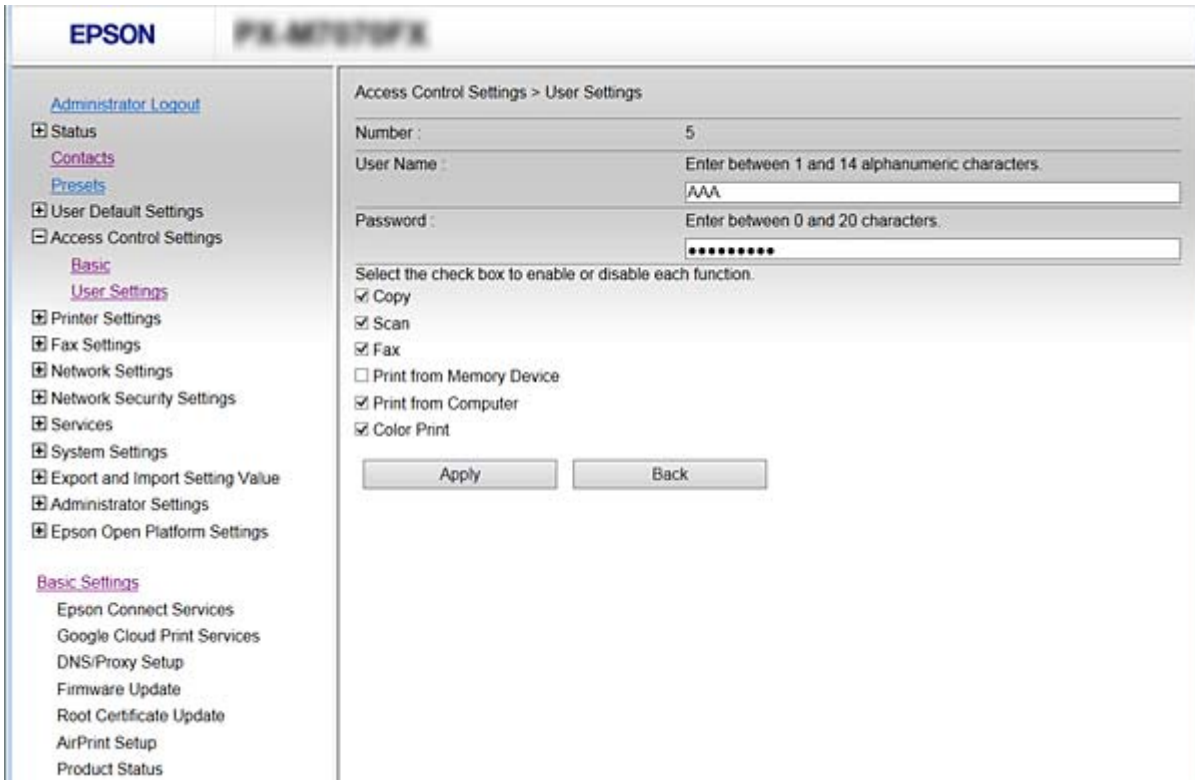 EPSON
Administrator Logout
Status
Contacts
Presets
User Default Settings
Access Control Settings
Basic
User Settings
Printer Settings
Fax Settings
Network Settings
Network Security Settings
Services
System Settings
Export and Import Setting Value
Administrator Settings
Epson Open Platform Settings
Basic Settings
Epson Connect Services
Google Cloud Print Services
DNS/Proxy Setup
Firmware Update
Root Certificate Update
AirPrint Setup
Product Status
Access Control Settings > User Settings
Number : 5
User Name : Enter between 1 and 14 alphanumeric characters.
AAA
Password : Enter between 0 and 20 characters.
●●●●●●●●●
Select the check box to enable or disable each function.
Copy
Scan
Fax
Print from Memory Device
Print from Computer
Color Print
Apply Back